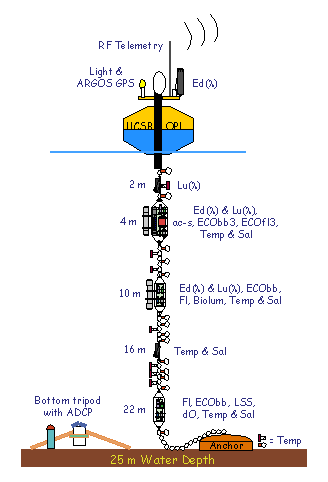 RF Telemetry
Light &
ARGOS GPS
Ed(λ)
UCSB OPL
2 m
Lu(λ)
4 m
Ed(λ) & Lu(λ),
ac-s, ECObb3, ECOfl3,
Temp & Sal
10 m
Ed(λ) & Lu(λ), ECObb,
Fl, Biolum, Temp & Sal
16 m
Temp & Sal
Bottom tripod
with ADCP
22 m
Fl, ECObb, LSS,
dO, Temp & Sal
Anchor
= Temp
25 m Water Depth